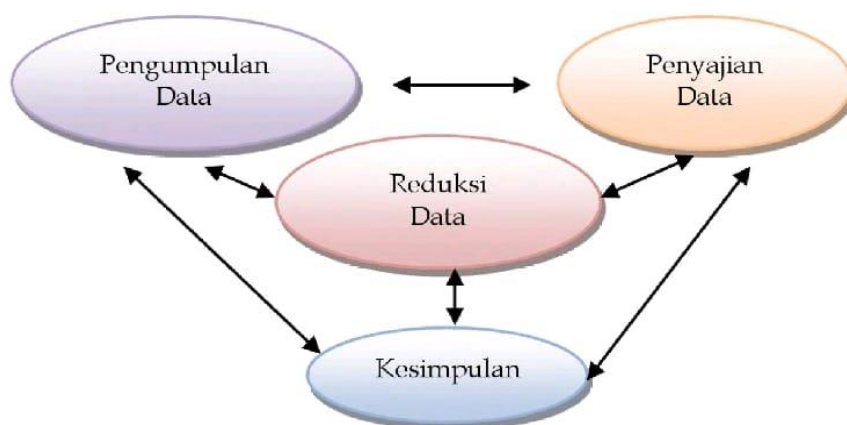 Pengumpulan
Data
Penyajian
Data
Reduksi
Data
Kesimpulan